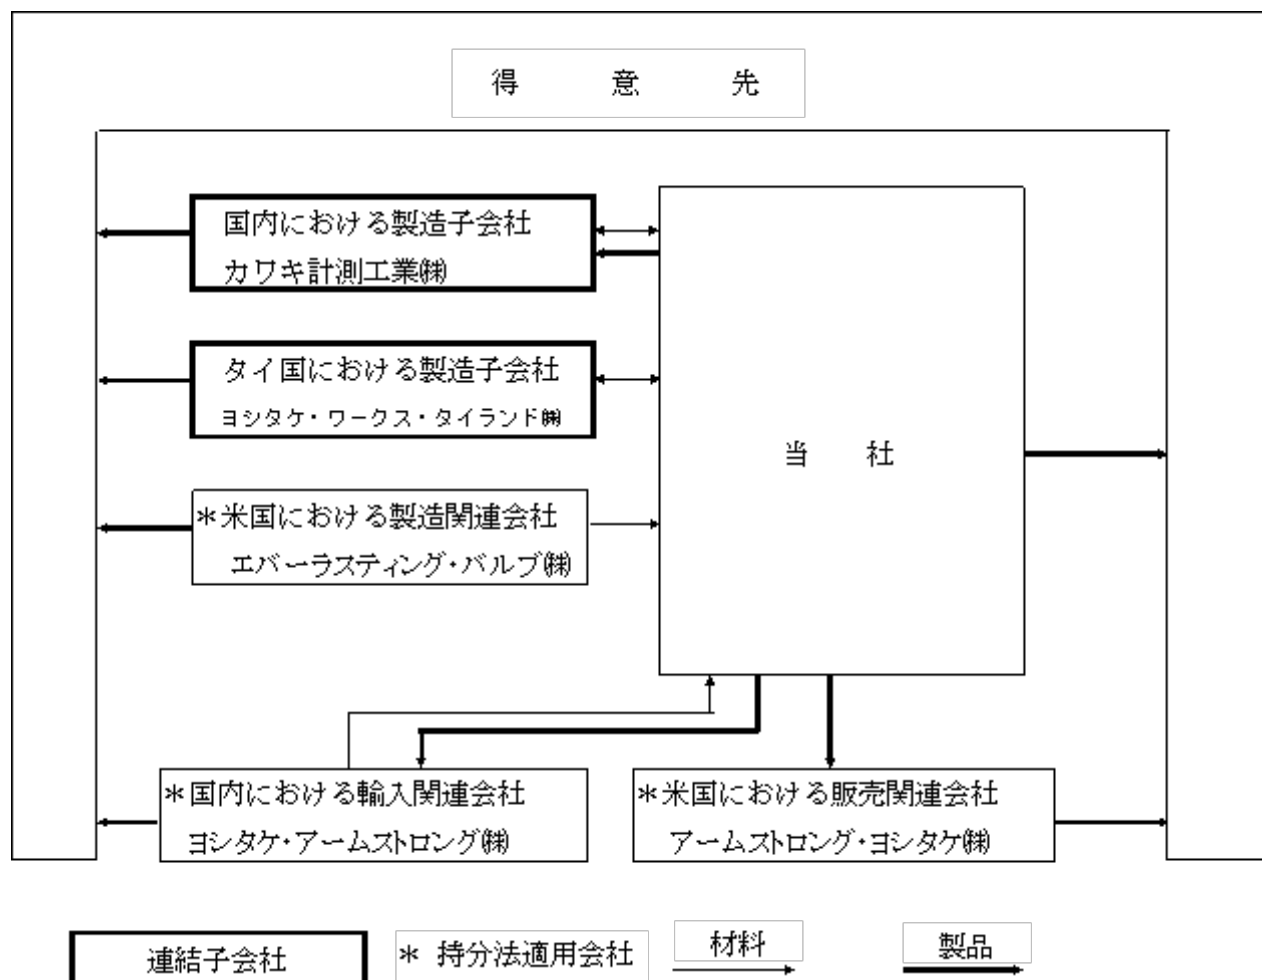 得 意 先
国内における製造子会社
カワキ計測工業㈱
タイ国における製造子会社
ヨシタケ・ワークス・タイランド㈱
当 社
*米国における製造関連会社
エバーラスティング・バルブ㈱
*国内における輸入関連会社
ヨシタケ・アームストロング㈱
*米国における販売関連会社
アームストロング・ヨシタケ㈱
連結子会社
* 持分法適用会社
材料
製品